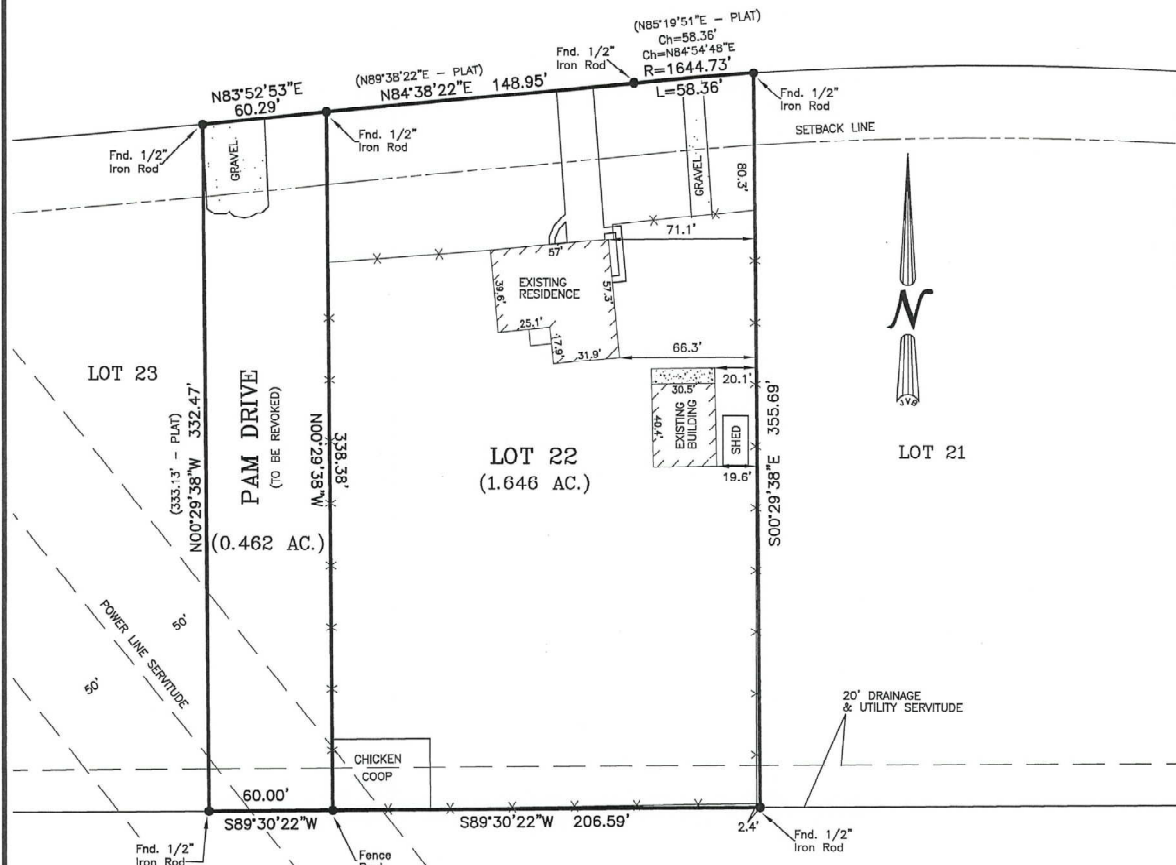 (N85°19'51"E - PLAT)
Ch=58.36'
Ch=N84°54'48"E
R=1644.73'
L=58.36'
Fnd. 1/2"
Iron Rod
(N89°38'22"E - PLAT)
N84°38'22"E 148.95'
N83°52'53"E
60.29'
Fnd. 1/2"
Iron Rod
Fnd. 1/2"
Iron Rod
Fnd. 1/2"
Iron Rod
SETBACK LINE
GRAVEL
GRAVEL
80.3'
71.1'
57'
EXISTING
RESIDENCE
39.6'
57.3'
25.1'
17.9'
31.9'
66.3'
20.1'
30.5'
40.4'
EXISTING
BUILDING
SHED
19.6'
N
LOT 23
(333.13' - PLAT)
N00°29'38"W 332.47'
PAM DRIVE
(TO BE REVOKED)
(0.462 AC.)
N00°29'38"W
338.38'
LOT 22
(1.646 AC.)
S00°29'38"E 355.69'
LOT 21
POWER LINE SERVITUDE
50'
50'
20' DRAINAGE
& UTILITY SERVITUDE
CHICKEN
COOP
60.00'
S89°30'22"W
S89°30'22"W 206.59'
2.4'
Fnd. 1/2"
Iron Rod
Fnd. 1/2"
Iron Rod
Fence